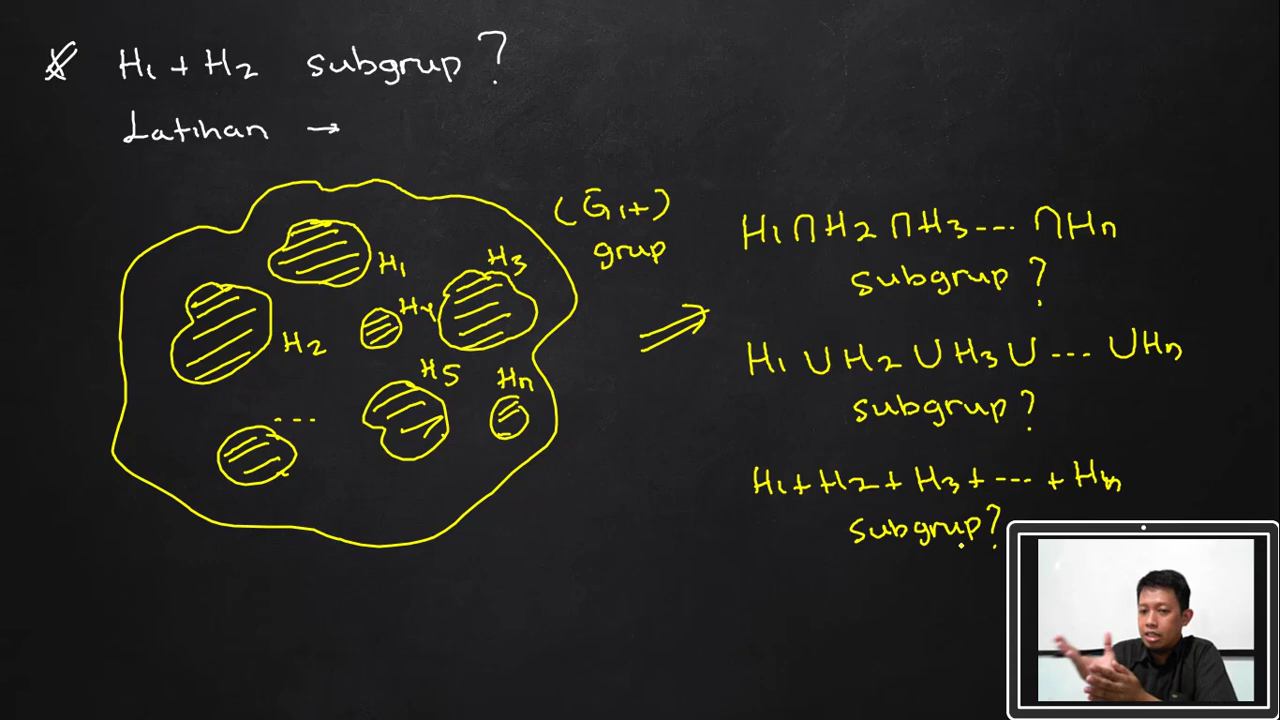 * H1 + H2 subgrup ?
Latihan →
(G1+)
grup
H1
H3
H4
H2
H5
Hn
...
⇒
H1 ∩ H2 ∩ H3 ... ∩ Hn
subgrup ?
H1 ∪ H2 ∪ H3 ∪ ... ∪ Hn
subgrup ?
H1 + H2 + H3 + ... + Hn
subgrup ?